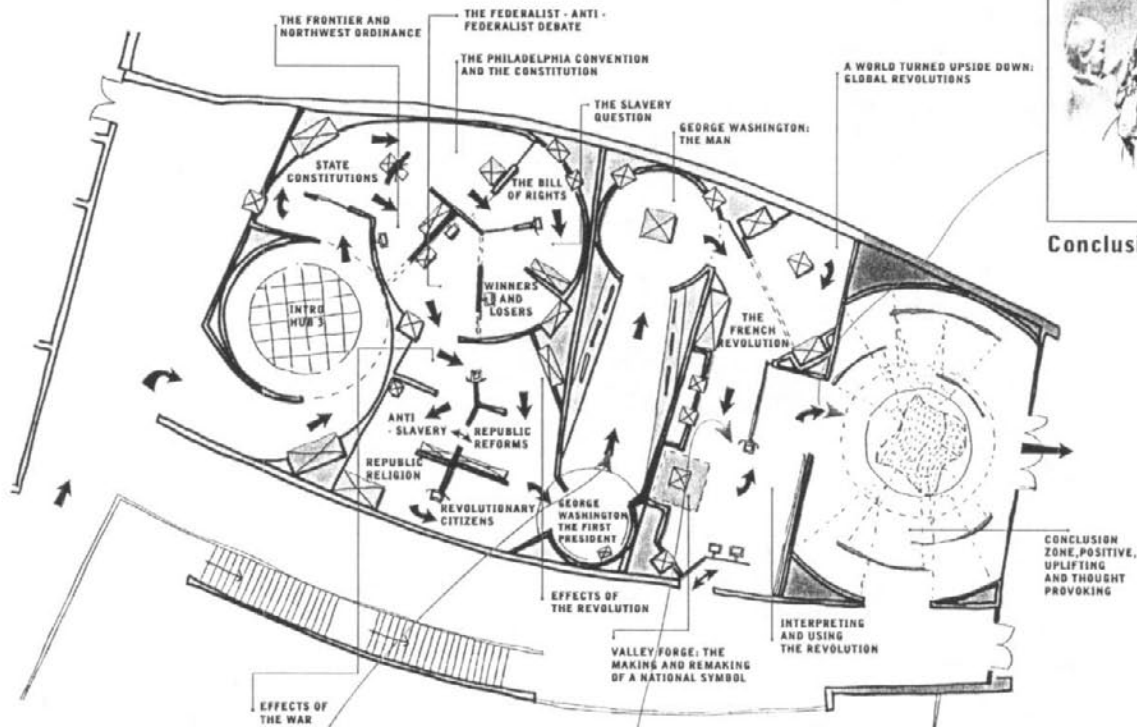 THE FRONTIER AND
NORTHWEST ORDINANCE
THE FEDERALIST - ANTI -
FEDERALIST DEBATE
THE PHILADELPHIA CONVENTION
AND THE CONSTITUTION
THE SLAVERY
QUESTION
GEORGE WASHINGTON:
THE MAN
A WORLD TURNED UPSIDE DOWN:
GLOBAL REVOLUTIONS
STATE
CONSTITUTIONS
THE BILL
OF RIGHTS
INTRO
HUB 3
WINNERS
AND
LOSERS
THE
FRENCH
REVOLUTION
ANTI
- SLAVERY
REPUBLIC
REFORMS
REPUBLIC
RELIGION
REVOLUTIONARY
CITIZENS
GEORGE
WASHINGTON
THE FIRST
PRESIDENT
Conclusi
CONCLUSION
ZONE, POSITIVE,
UPLIFTING
AND THOUGHT
PROVOKING
EFFECTS OF
THE REVOLUTION
VALLEY FORGE: THE
MAKING AND REMAKING
OF A NATIONAL SYMBOL
INTERPRETING
AND USING
THE REVOLUTION
EFFECTS OF
THE WAR